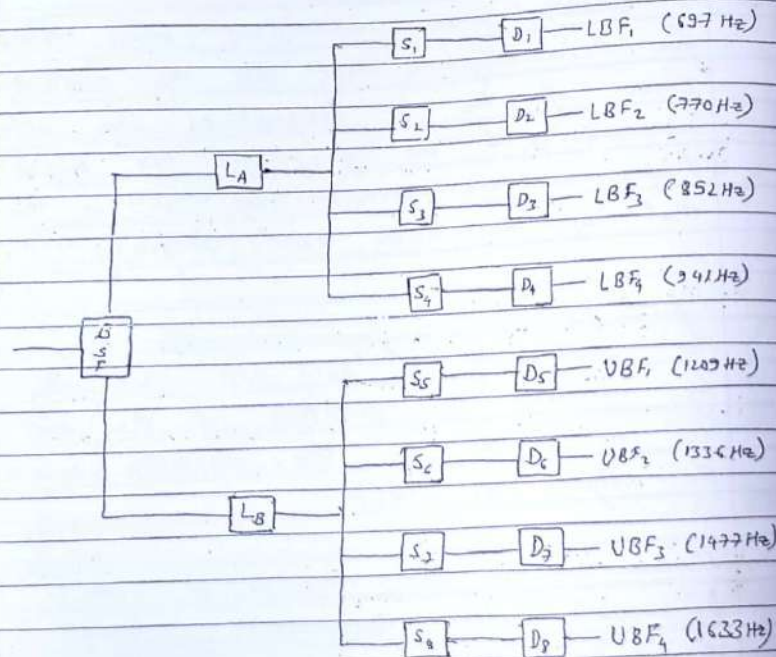 S1 D1 LBF1 (697 Hz)
S2 D2 LBF2 (770 Hz)
LA
S3 D3 LBF3 (852 Hz)
S4 D4 LBF4 (941 Hz)
S5 D5 UBF1 (1209 Hz)
S6 D6 UBF2 (1336 Hz)
LB
S7 D7 UBF3 (1477 Hz)
S8 D8 UBF4 (1633 Hz)